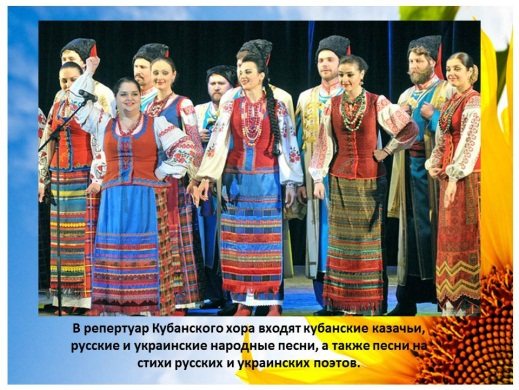 В репертуар Кубанского хора входят кубанские казачьи,
русские и украинские народные песни, а также песни на
стихи русских и украинских поэтов.